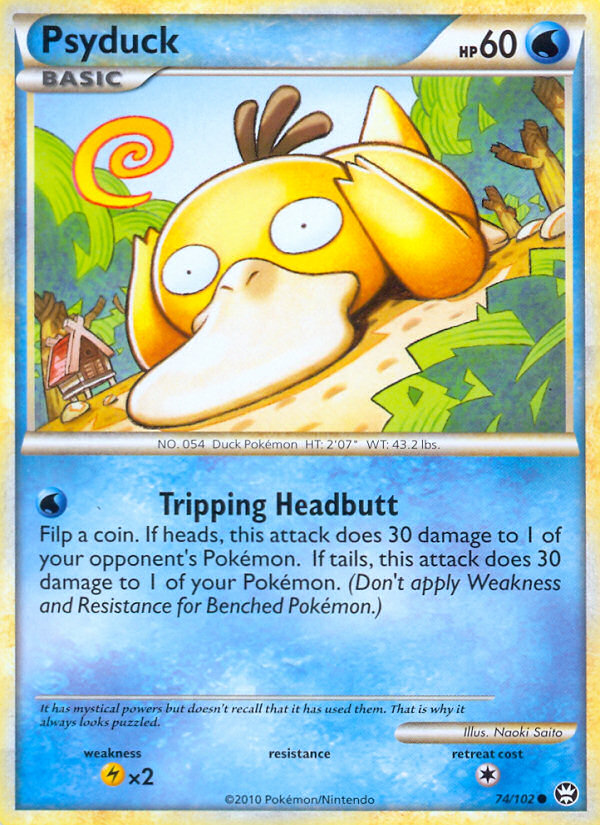 Psyduck
HP60
BASIC
NO. 054 Duck Pokémon HT: 2'07" WT: 43.2 lbs.
Tripping Headbutt
Filp a coin. If heads, this attack does 30 damage to 1 of
your opponent's Pokémon. If tails, this attack does 30
damage to 1 of your Pokémon. (Don't apply Weakness
and Resistance for Benched Pokémon.)
It has mystical powers but doesn't recall that it has used them. That is why it
always looks puzzled.
Illus. Naoki Saito
weakness resistance retreat cost
×2
©2010 Pokémon/Nintendo 74/102